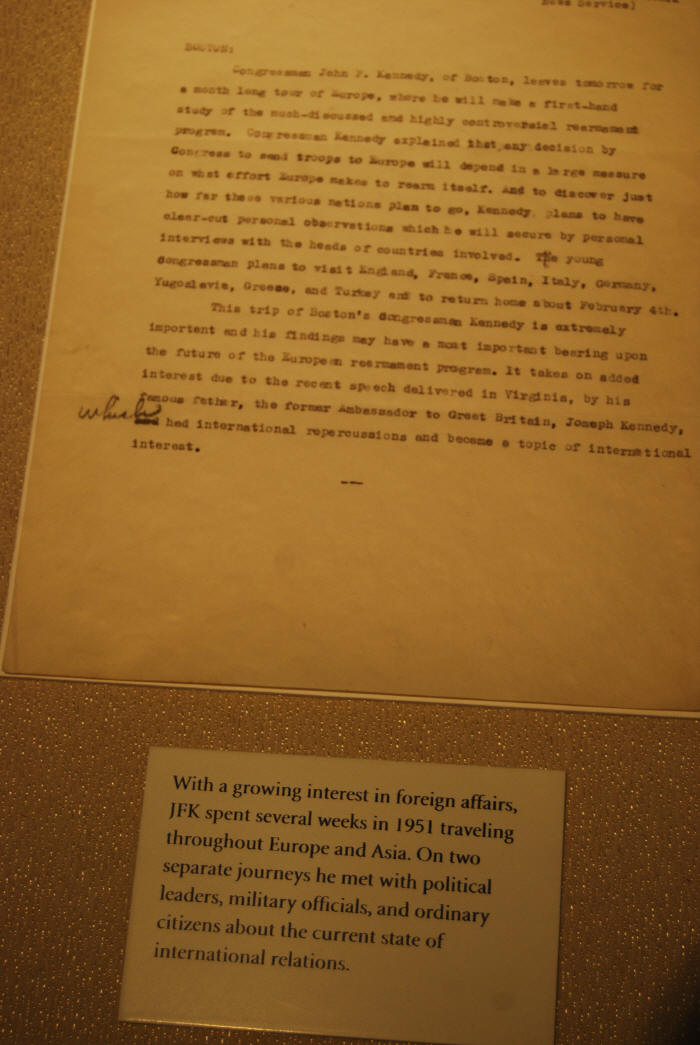 News Service)
BOSTON:
Congressman John F. Kennedy, of Boston, leaves tomorrow for
a month long tour of Europe, where he will make a first-hand
study of the much-discussed and highly controversial rearmament
program. Congressman Kennedy explained that any decision by
Congress to send troops to Europe will depend in a large measure
on what effort Europe makes to rearm itself. And to discover just
how far these various nations plan to go, Kennedy plans to have
clear-cut personal observations which he will secure by personal
interviews with the heads of countries involved. The young
Congressman plans to visit England, France, Spain, Italy, Germany,
Yugoslavia, Greece, and Turkey and to return home about February 4th.
This trip of Boston's Congressman Kennedy is extremely
important and his findings may have a most important bearing upon
the future of the European rearmament program. It takes on added
interest due to the recent speech delivered in Virginia, by his
famous father, the former Ambassador to Great Britain, Joseph Kennedy,
which had international repercussions and became a topic of international
interest.
With a growing interest in foreign affairs,
JFK spent several weeks in 1951 traveling
throughout Europe and Asia. On two
separate journeys he met with political
leaders, military officials, and ordinary
citizens about the current state of
international relations.